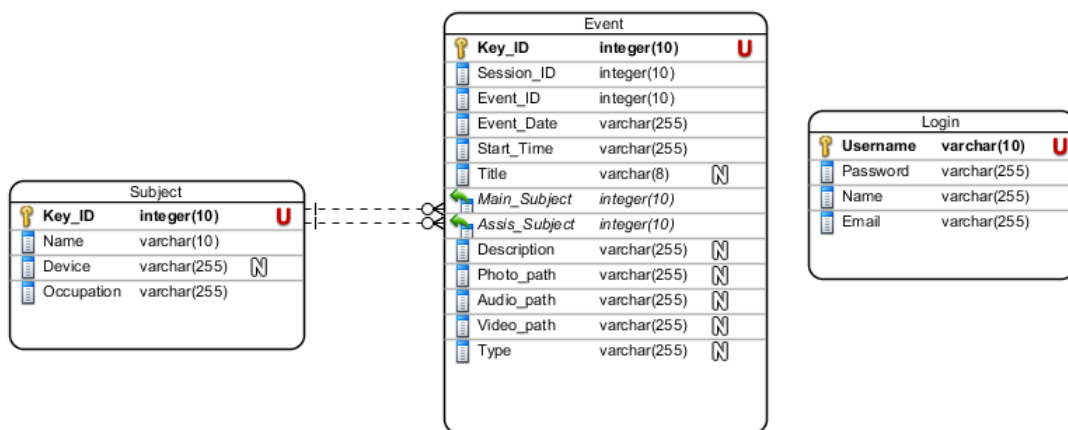 Subject
Key_ID integer(10) U
Name varchar(10)
Device varchar(255) N
Occupation varchar(255)
Event
Key_ID integer(10) U
Session_ID integer(10)
Event_ID integer(10)
Event_Date varchar(255)
Start_Time varchar(255)
Title varchar(8) N
Main_Subject integer(10)
Assis_Subject integer(10)
Description varchar(255) N
Photo_path varchar(255) N
Audio_path varchar(255) N
Video_path varchar(255) N
Type varchar(255) N
Login
Username varchar(10) U
Password varchar(255)
Name varchar(255)
Email varchar(255)